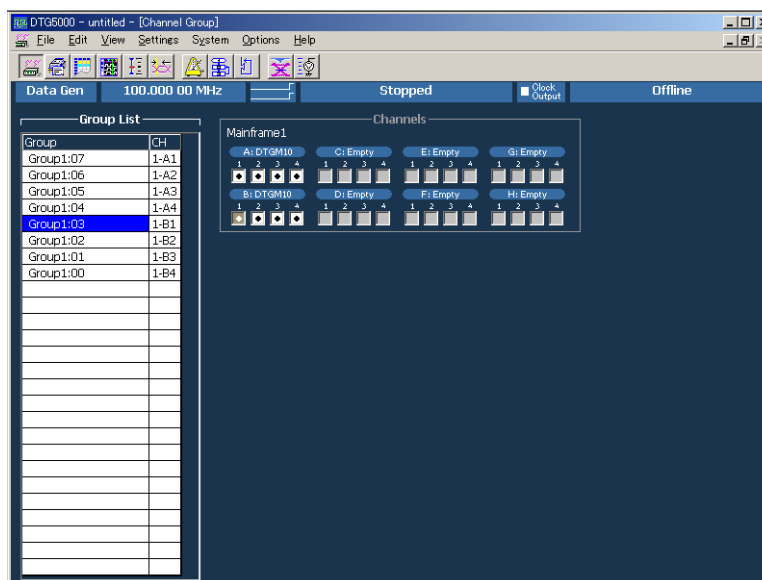 DTG5000 - untitled - [Channel Group]
File Edit View Settings System Options Help
Data Gen 100.000 00 MHz Stopped Clock Output Offline
Group List
Group CH
Group1:07 1-A1
Group1:06 1-A2
Group1:05 1-A3
Group1:04 1-A4
Group1:03 1-B1
Group1:02 1-B2
Group1:01 1-B3
Group1:00 1-B4
Channels
Mainframe1
A: DTGM10 C: Empty E: Empty G: Empty
1 2 3 4 1 2 3 4 1 2 3 4 1 2 3 4
B: DTGM10 D: Empty F: Empty H: Empty
1 2 3 4 1 2 3 4 1 2 3 4 1 2 3 4